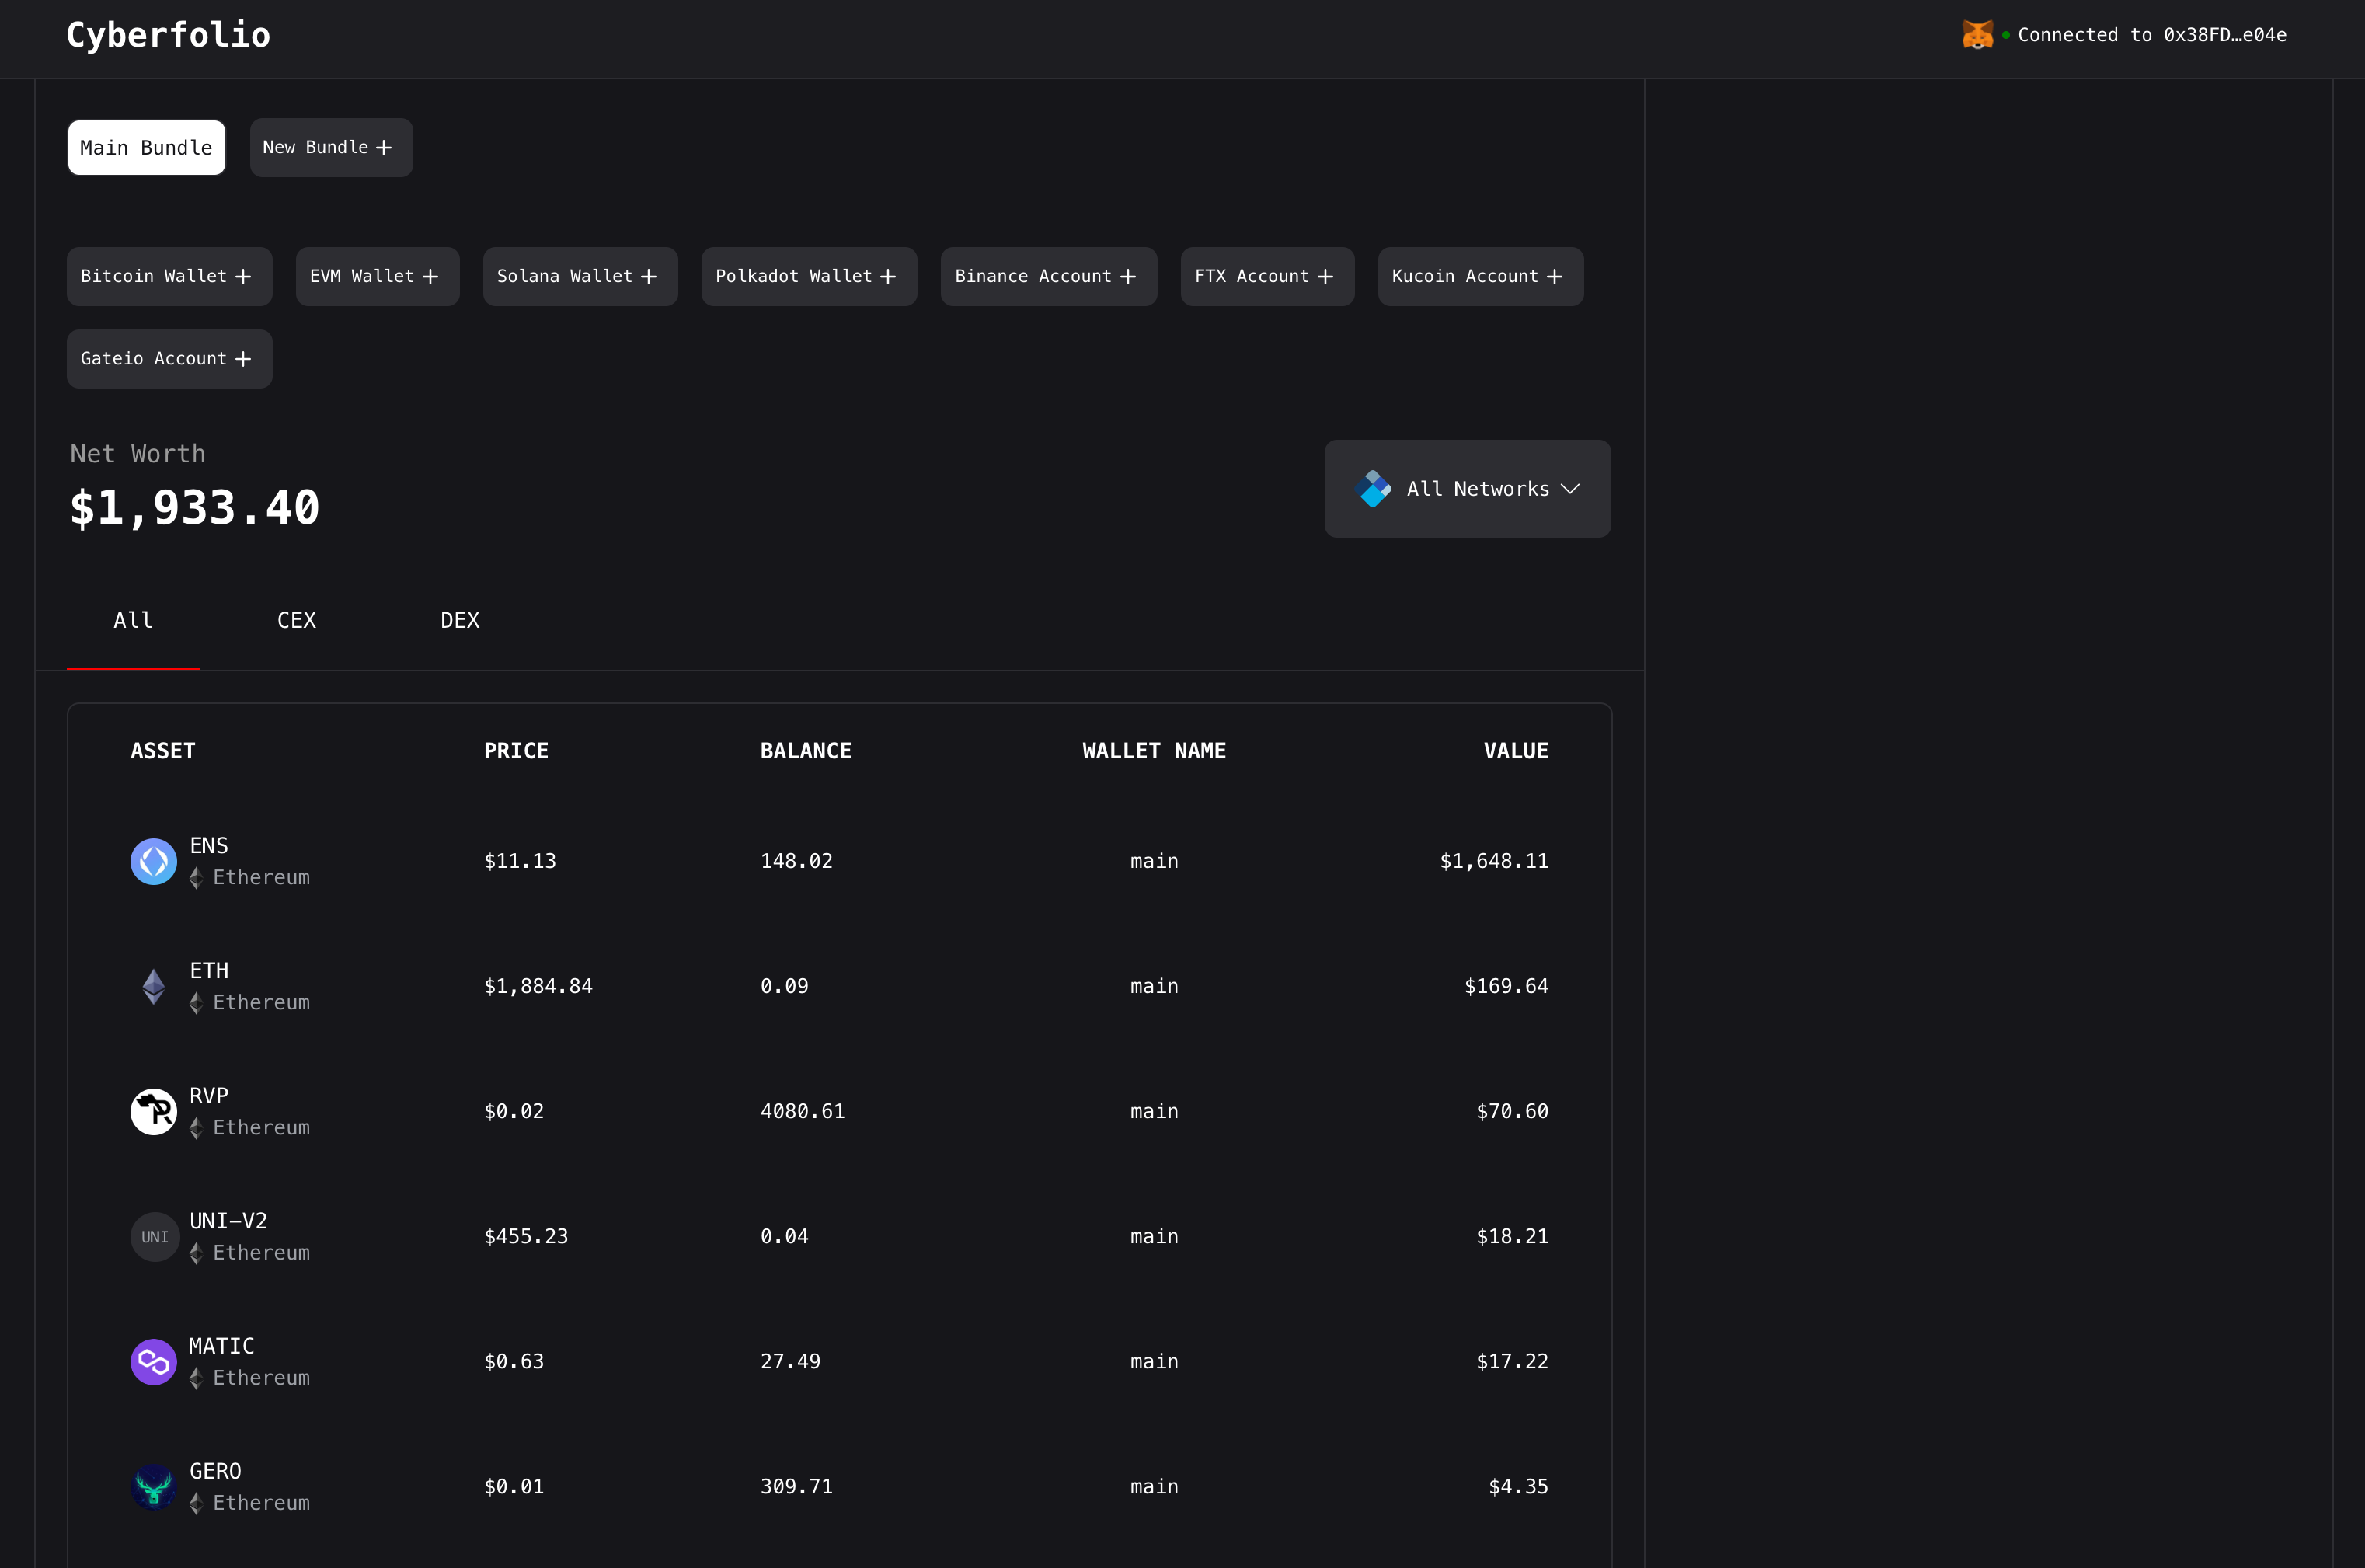 Cyberfolio
Connected to 0x38FD…e04e
Main Bundle
New Bundle +
Bitcoin Wallet +
EVM Wallet +
Solana Wallet +
Polkadot Wallet +
Binance Account +
FTX Account +
Kucoin Account +
Gateio Account +
Net Worth
$1,933.40
All Networks
All CEX DEX
ASSET PRICE BALANCE WALLET NAME VALUE
ENS
Ethereum
$11.13 148.02 main $1,648.11
ETH
Ethereum
$1,884.84 0.09 main $169.64
RVP
Ethereum
$0.02 4080.61 main $70.60
UNI
UNI-V2
Ethereum
$455.23 0.04 main $18.21
MATIC
Ethereum
$0.63 27.49 main $17.22
GERO
Ethereum
$0.01 309.71 main $4.35